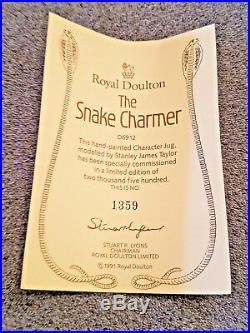 Royal Doulton
The
Snake Charmer
D6912
This hand-painted Character Jug,
modelled by Stanley James Taylor
has been specially commissioned
in a limited edition of
two thousand five hundred.
THIS IS NO.
1359
STUART R. LYONS
CHAIRMAN
ROYAL DOULTON LIMITED
© 1991 Royal Doulton